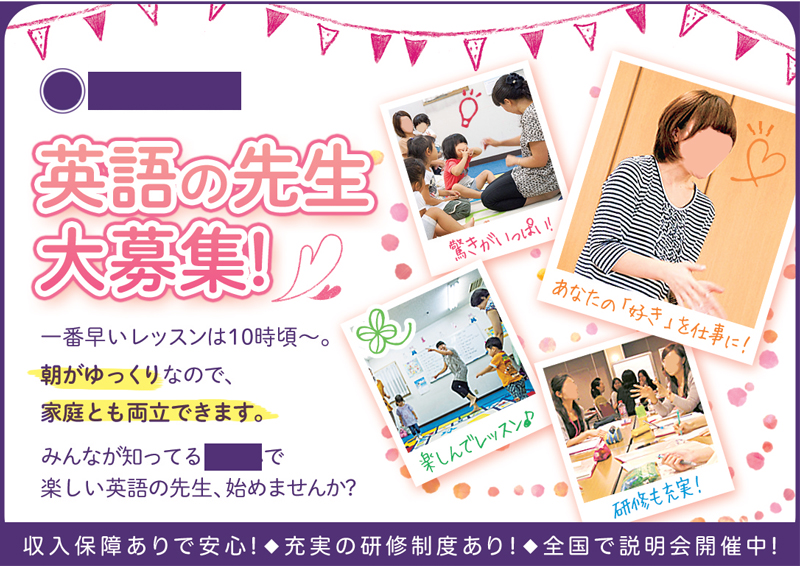 英語の先生
大募集!
一番早いレッスンは10時頃〜。
朝がゆっくりなので、
家庭とも両立できます。
みんなが知ってる
で
楽しい英語の先生、始めませんか?
驚きがいっぱい!
あなたの「好き」を仕事に!
楽しんでレッスン♪
研修も充実!
収入保障ありで安心!◆充実の研修制度あり!◆全国で説明会開催中!